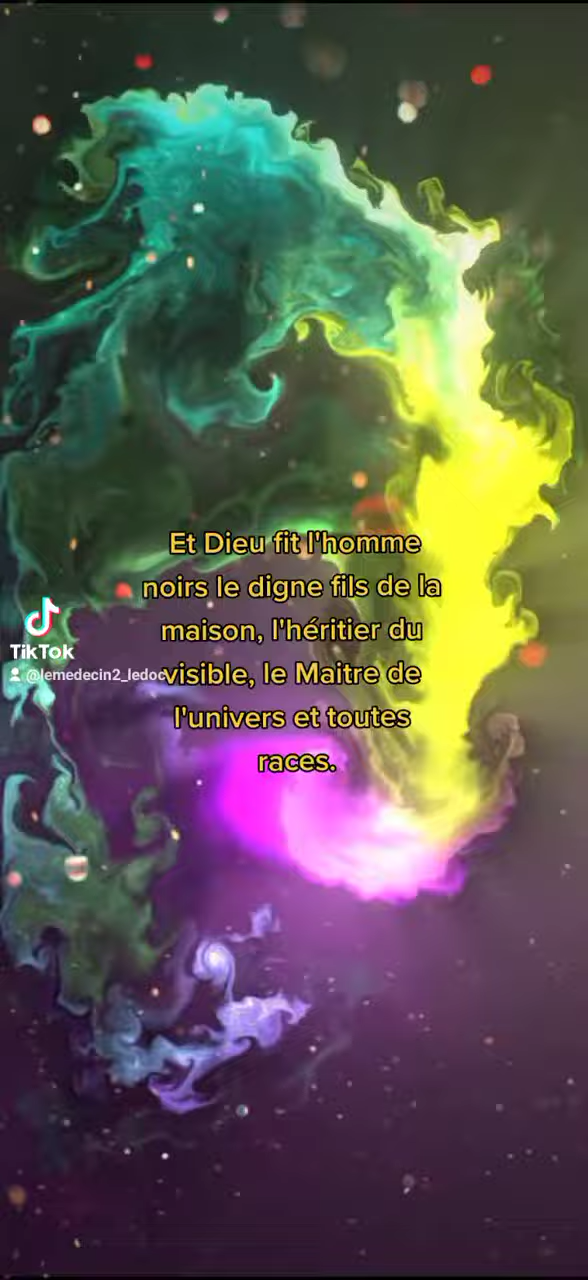 Et Dieu fit l'homme
noirs le digne fils de la
maison, l'héritier du
visible, le Maitre de
l'univers et toutes
races.
TikTok
@lemedecin2_ledoc